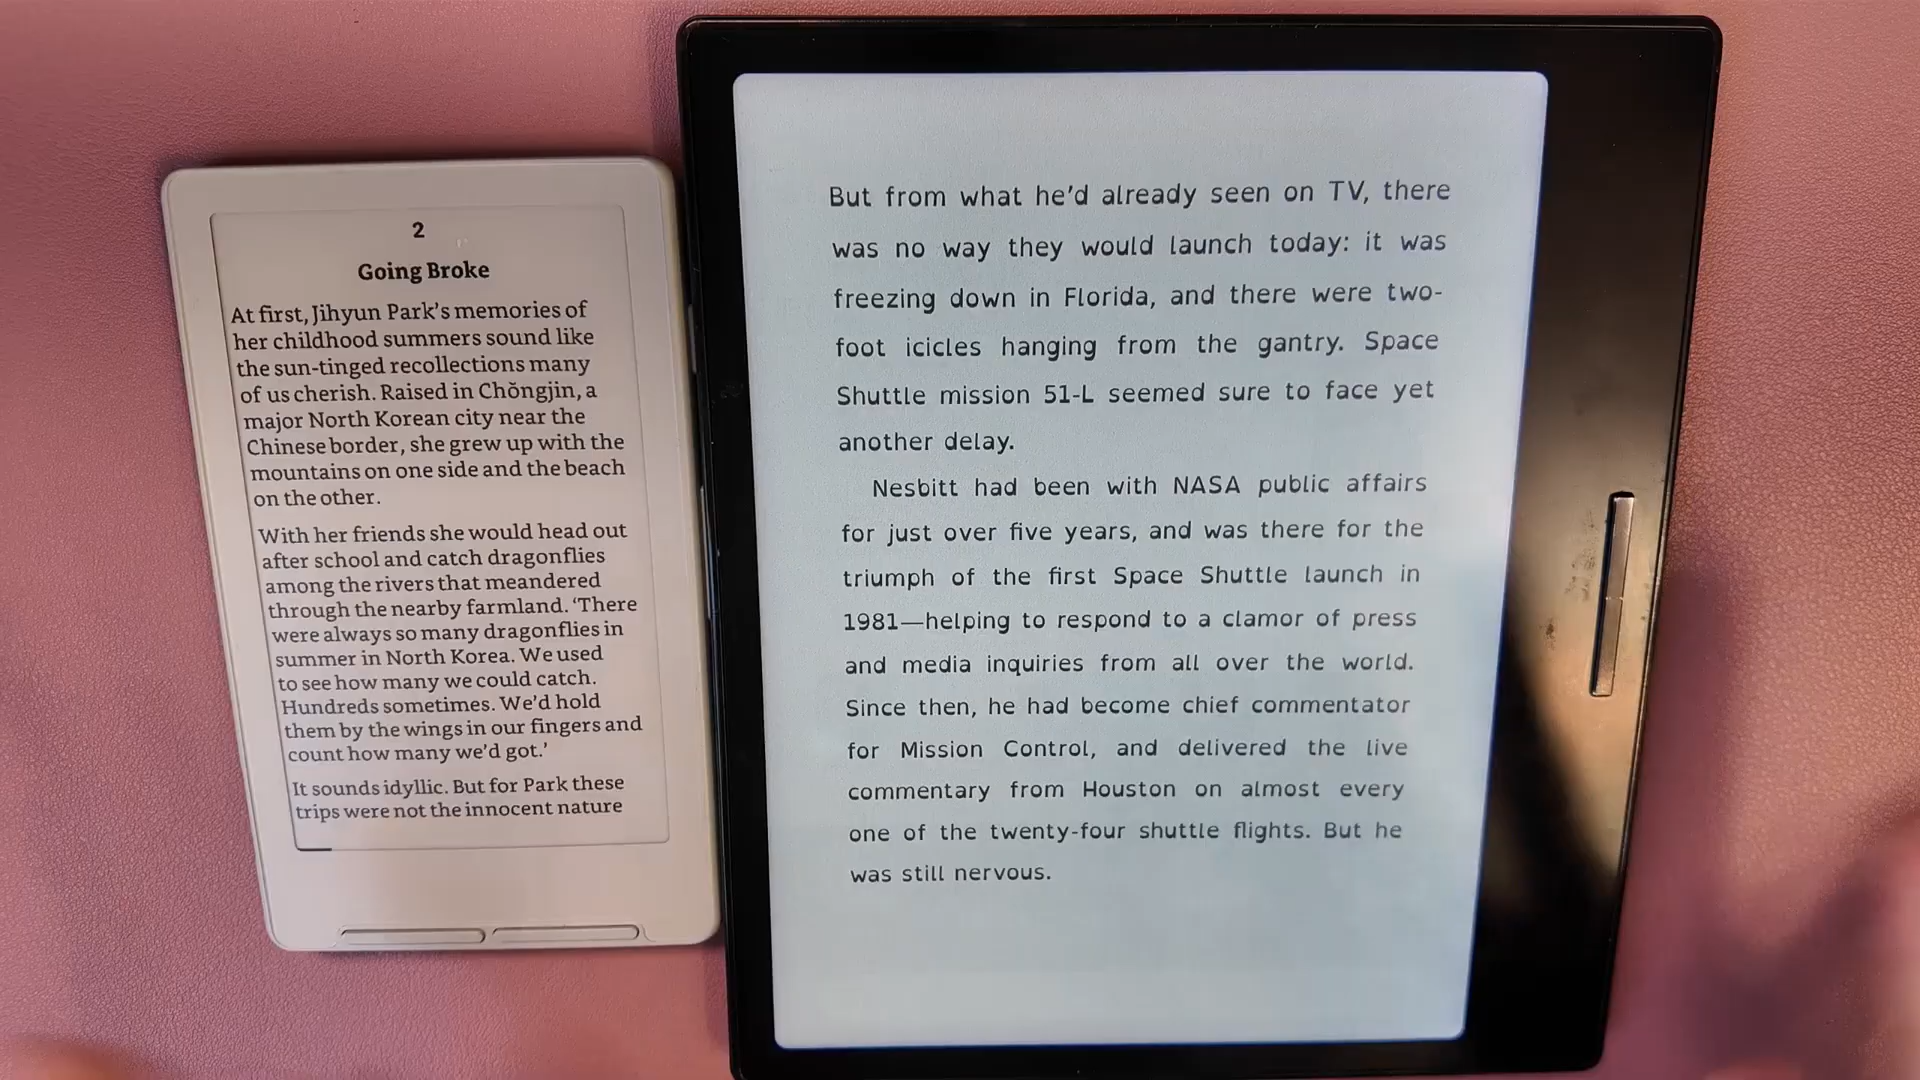 2
Going Broke
At first, Jihyun Park’s memories of
her childhood summers sound like
the sun-tinged recollections many
of us cherish. Raised in Chŏngjin, a
major North Korean city near the
Chinese border, she grew up with the
mountains on one side and the beach
on the other.
With her friends she would head out
after school and catch dragonflies
among the rivers that meandered
through the nearby farmland. ‘There
were always so many dragonflies in
summer in North Korea. We used
to see how many we could catch.
Hundreds sometimes. We’d hold
them by the wings in our fingers and
count how many we’d got.’
It sounds idyllic. But for Park these
trips were not the innocent nature
But from what he’d already seen on TV, there
was no way they would launch today: it was
freezing down in Florida, and there were two-
foot icicles hanging from the gantry. Space
Shuttle mission 51-L seemed sure to face yet
another delay.
Nesbitt had been with NASA public affairs
for just over five years, and was there for the
triumph of the first Space Shuttle launch in
1981—helping to respond to a clamor of press
and media inquiries from all over the world.
Since then, he had become chief commentator
for Mission Control, and delivered the live
commentary from Houston on almost every
one of the twenty-four shuttle flights. But he
was still nervous.